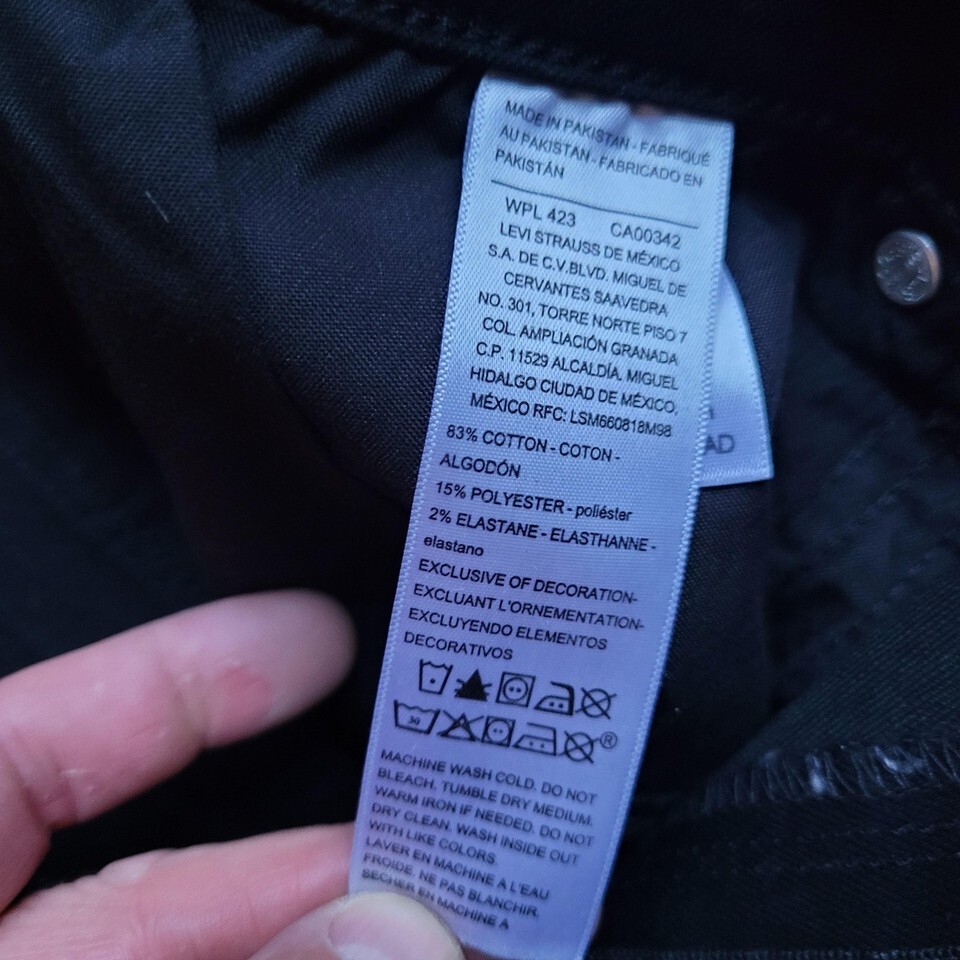 MADE IN PAKISTAN - FABRIQUÉ
AU PAKISTAN - FABRICADO EN
PAKISTÁN
WPL 423 CA00342
LEVI STRAUSS DE MÉXICO
S.A. DE C.V.BLVD. MIGUEL DE
CERVANTES SAAVEDRA
NO. 301, TORRE NORTE PISO 7
COL. AMPLIACIÓN GRANADA
C.P. 11529 ALCALDÍA. MIGUEL
HIDALGO CIUDAD DE MÉXICO,
MÉXICO RFC: LSM660818M98
83% COTTON - COTON -
ALGODÓN
15% POLYESTER - poliéster
2% ELASTANE - ELASTHANNE -
elastano
EXCLUSIVE OF DECORATION-
EXCLUANT L'ORNEMENTATION-
EXCLUYENDO ELEMENTOS
DECORATIVOS
30 ®
MACHINE WASH COLD. DO NOT
BLEACH. TUMBLE DRY MEDIUM.
WARM IRON IF NEEDED. DO NOT
DRY CLEAN. WASH INSIDE OUT
WITH LIKE COLORS.
LAVER EN MACHINE A L'EAU
FROIDE. NE PAS BLANCHIR.
SECHER EN MACHINE A
AD